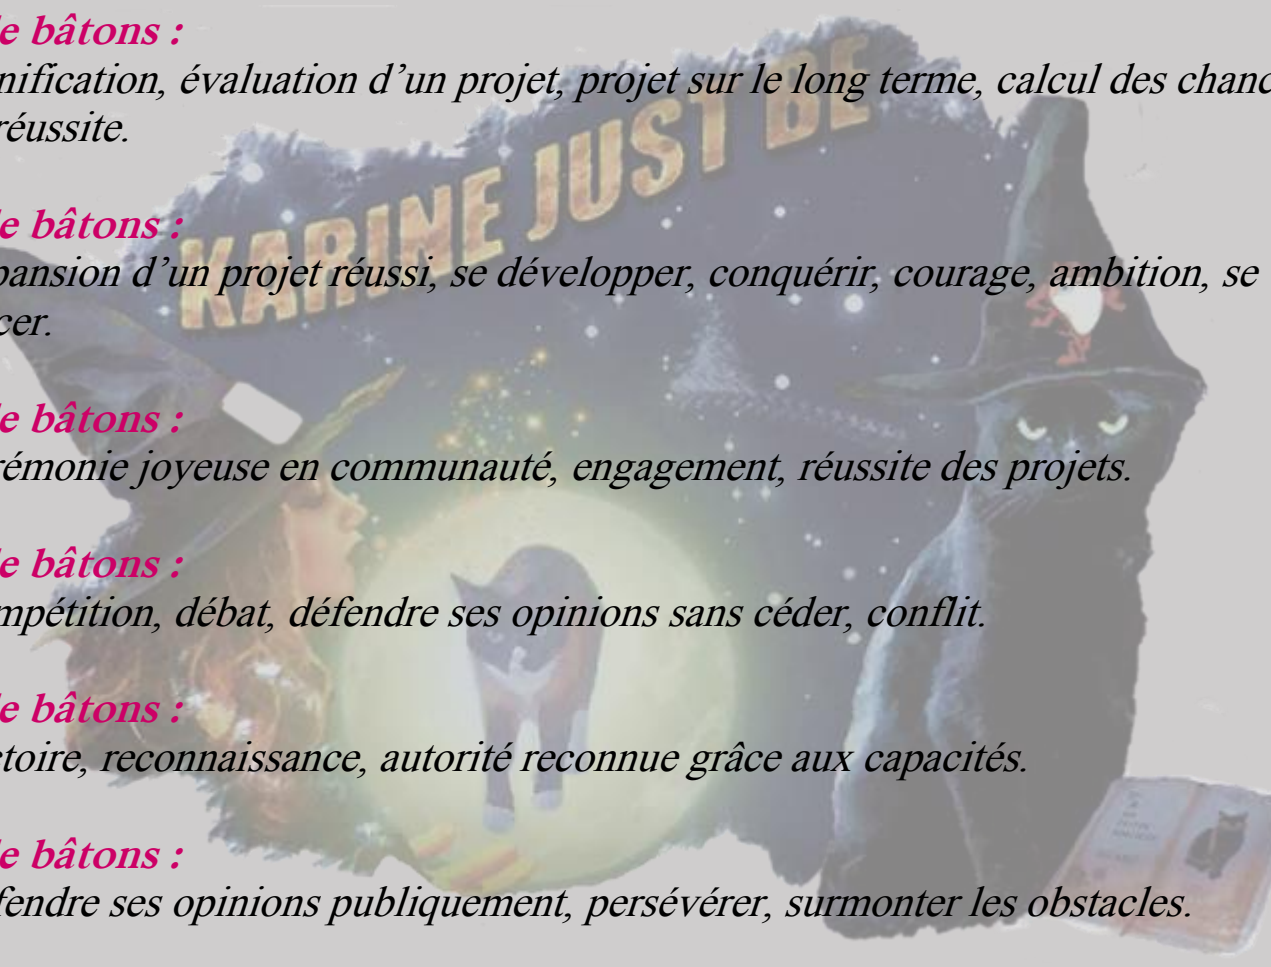 e bâtons :
nification, évaluation d’un projet, projet sur le long terme, calcul des chanc
réussite.
e bâtons :
pansion d’un projet réussi, se développer, conquérir, courage, ambition, se
cer.
e bâtons :
rémonie joyeuse en communauté, engagement, réussite des projets.
e bâtons :
mpétition, débat, défendre ses opinions sans céder, conflit.
e bâtons :
ctoire, reconnaissance, autorité reconnue grâce aux capacités.
e bâtons :
fendre ses opinions publiquement, persévérer, surmonter les obstacles.
KARINE JUST BE